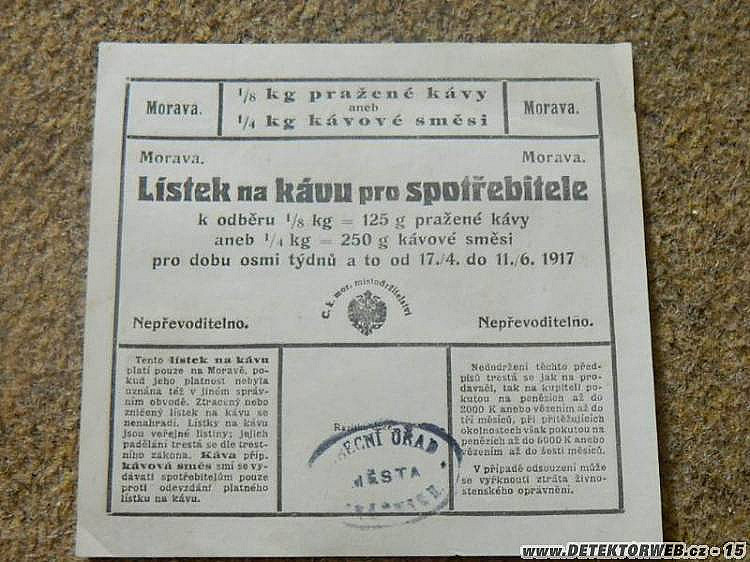 Morava.
1/8 kg pražené kávy
aneb
1/4 kg kávové směsi
Morava.
Morava.
Morava.
Lístek na kávu pro spotřebitele
k odběru 1/8 kg = 125 g pražené kávy
aneb 1/4 kg = 250 g kávové směsi
pro dobu osmi týdnů a to od 17./4. do 11./6. 1917
C. k. mor. místodržitelství
Nepřevoditelno.
Nepřevoditelno.
Tento lístek na kávu
platí pouze na Moravě, po-
kud jeho platnost nebyla
uznána též v jiném správ-
ním obvodě. Ztracený nebo
zničený lístek na kávu se
nenahradí. Lístky na kávu
jsou veřejné listiny; jejich
padělání trestá se dle trest-
ního zákona. Káva příp.
kávová směs smí se vy-
dávati spotřebitelům pouze
proti odevzdání platného
lístku na kávu.
OBECNÍ ÚŘAD
MĚSTA
Nedodržení těchto před-
pisů trestá se jak na pro-
davači, tak na kupiteli po-
kutou na penězích až do
2000 K anebo vězením až do
tří měsíců, při přitěžujících
okolnostech však pokutou na
penězích až do 5000 K anebo
vězením až do šesti měsíců.
V případě odsouzení může
se vyřknouti ztráta živno-
stenského oprávnění.
www.DETEKTORWEB.cz - 15